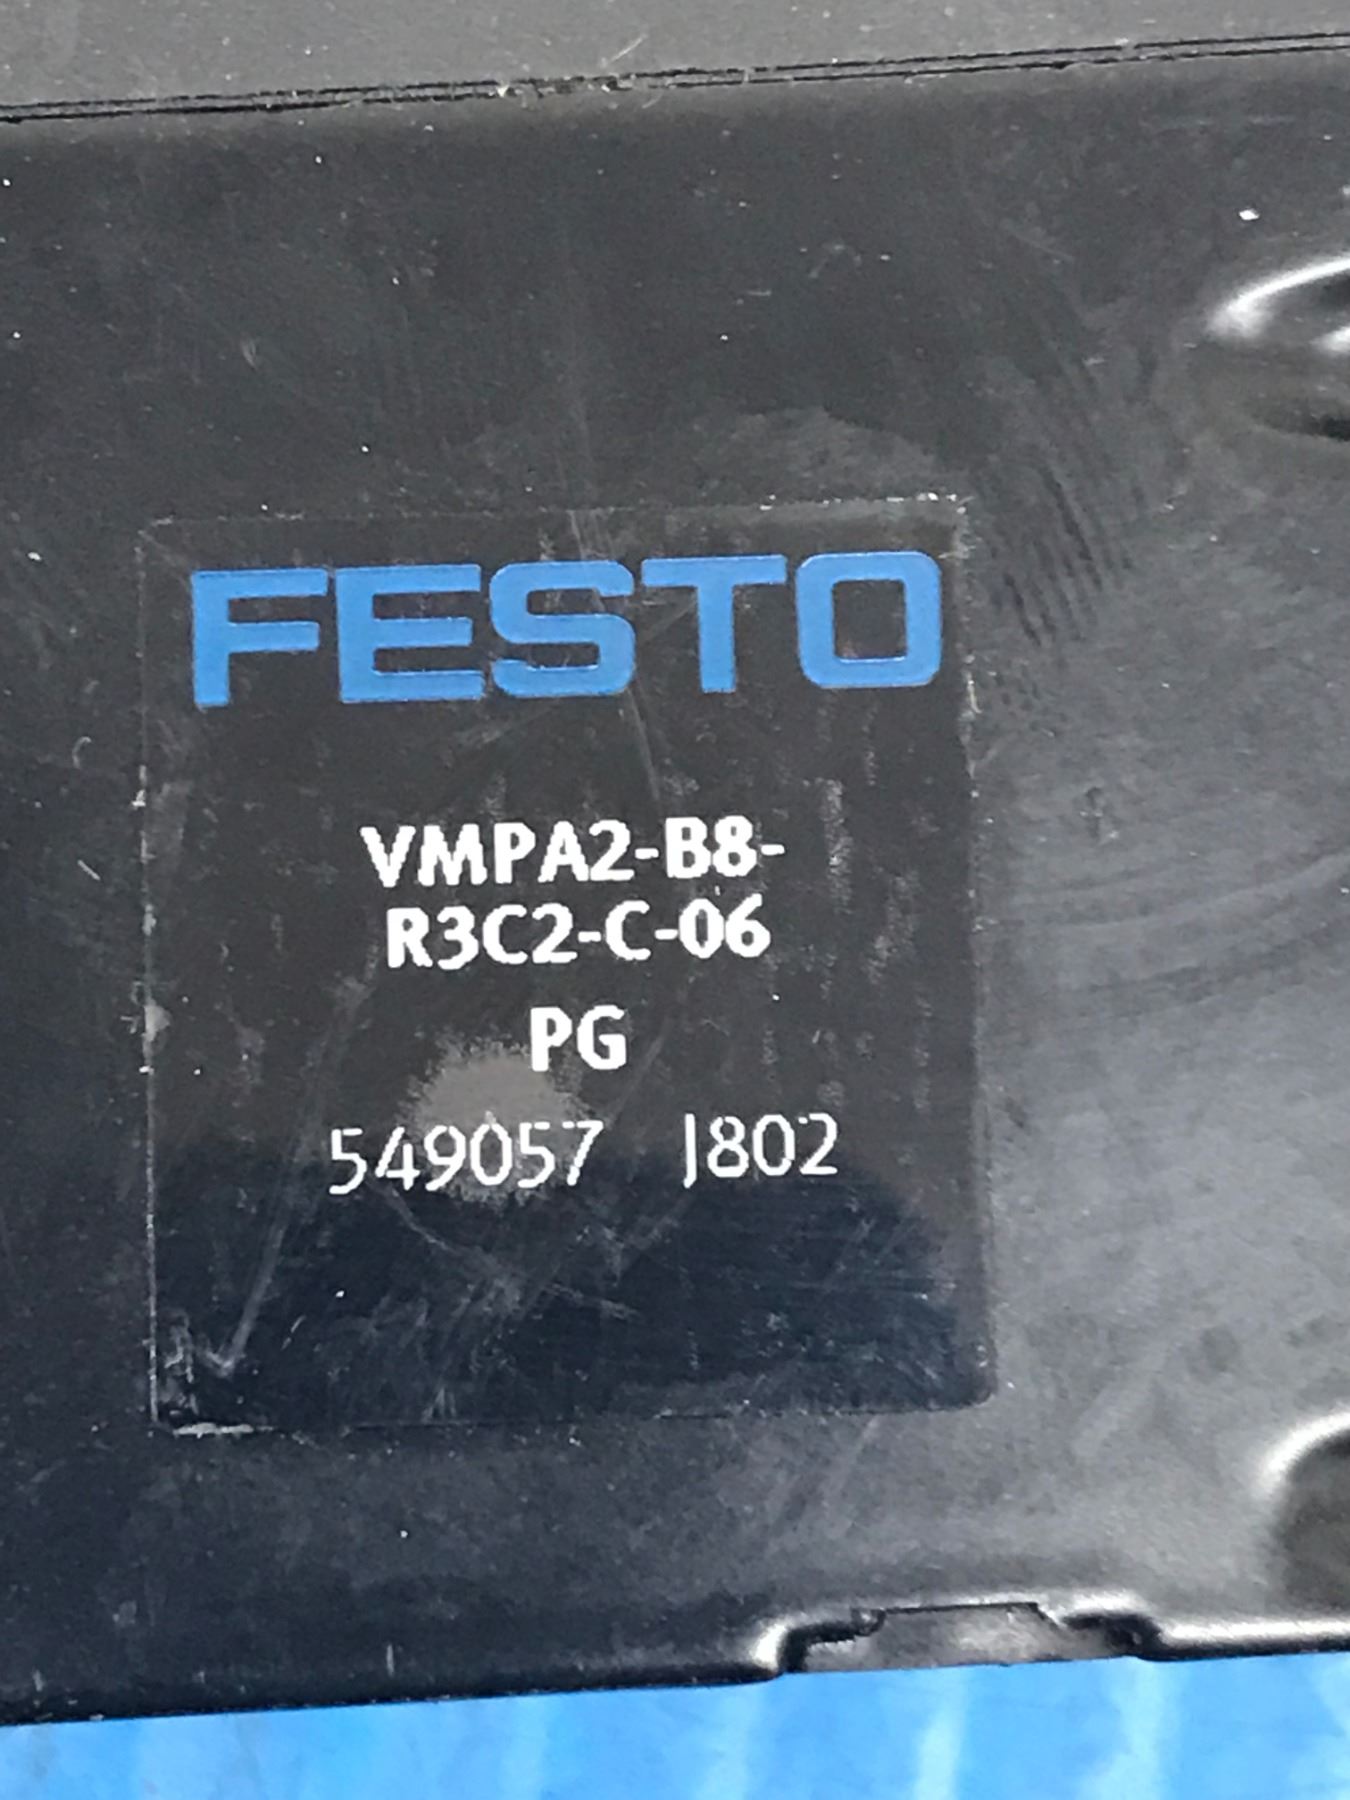 FESTO
VMPA2-B8-
R3C2-C-06
PG
549057 J802